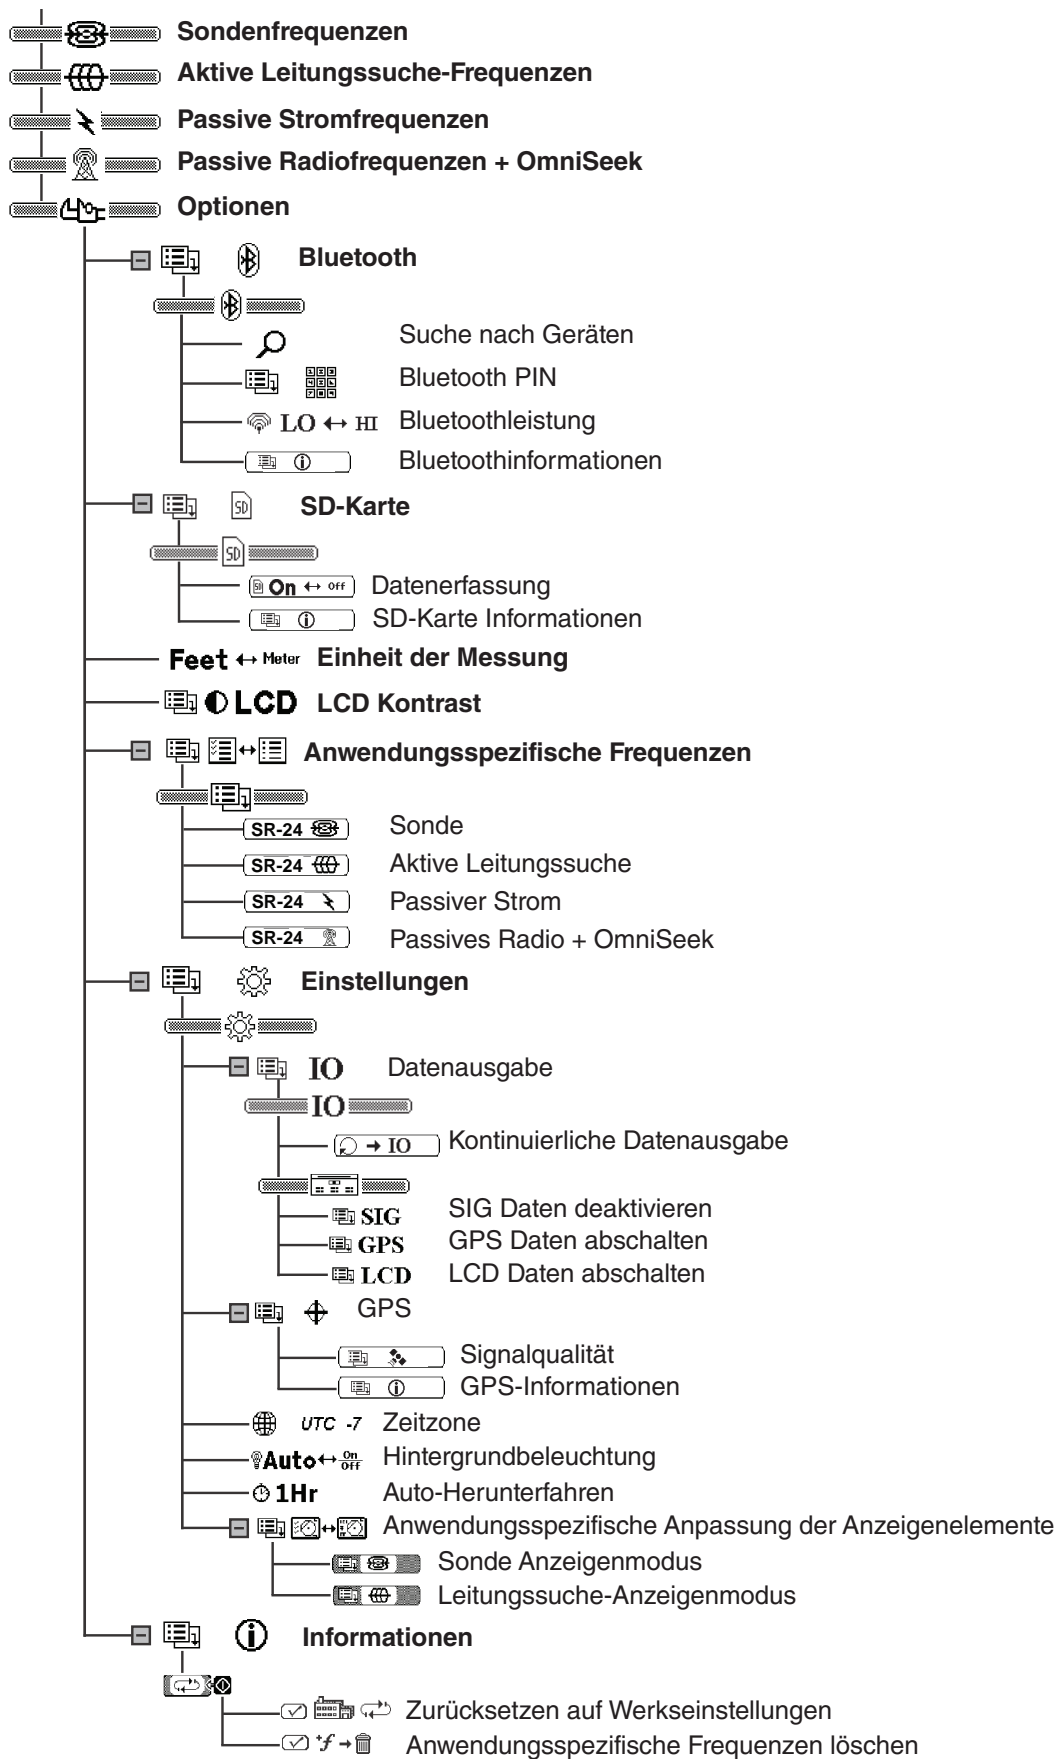 Sondenfrequenzen
Aktive Leitungssuche-Frequenzen
Passive Stromfrequenzen
Passive Radiofrequenzen + OmniSeek
Optionen
Bluetooth
Suche nach Geräten
Bluetooth PIN
LO ↔ HI Bluetoothleistung
Bluetoothinformationen
SD SD-Karte
SD
On ↔ Off Datenerfassung
SD-Karte Informationen
Feet ↔ Meter Einheit der Messung
LCD LCD Kontrast
Anwendungsspezifische Frequenzen
SR-24 Sonde
SR-24 Aktive Leitungssuche
SR-24 Passiver Strom
SR-24 Passives Radio + OmniSeek
Einstellungen
IO Datenausgabe
IO
→ IO Kontinuierliche Datenausgabe
SIG SIG Daten deaktivieren
GPS GPS Daten abschalten
LCD LCD Daten abschalten
GPS
Signalqualität
GPS-Informationen
UTC -7 Zeitzone
Auto ↔ On Off Hintergrundbeleuchtung
1Hr Auto-Herunterfahren
Anwendungsspezifische Anpassung der Anzeigenelemente
Sonde Anzeigenmodus
Leitungssuche-Anzeigenmodus
Informationen
Zurücksetzen auf Werkseinstellungen
+f → Anwendungsspezifische Frequenzen löschen